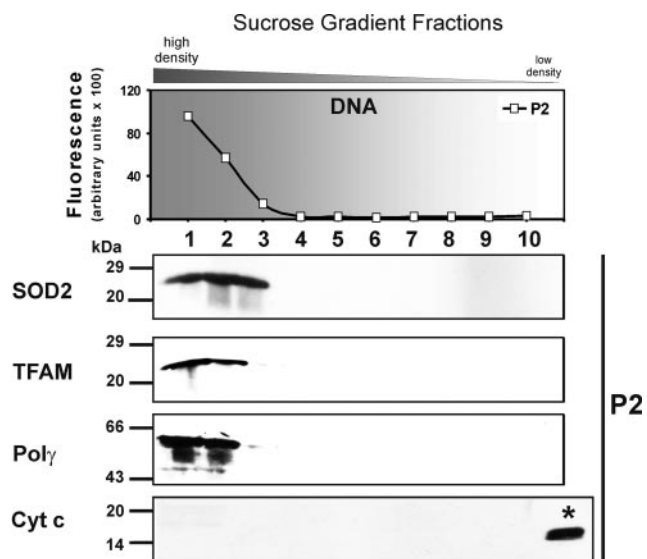 Sucrose Gradient Fractions
high density
low density
120
80
40
0
Fluorescence
(arbitrary units x 100)
DNA
P2
1 2 3 4 5 6 7 8 9 10
kDa
SOD2
29
20
TFAM
29
20
Polγ
66
43
Cyt c
20
14
*
P2